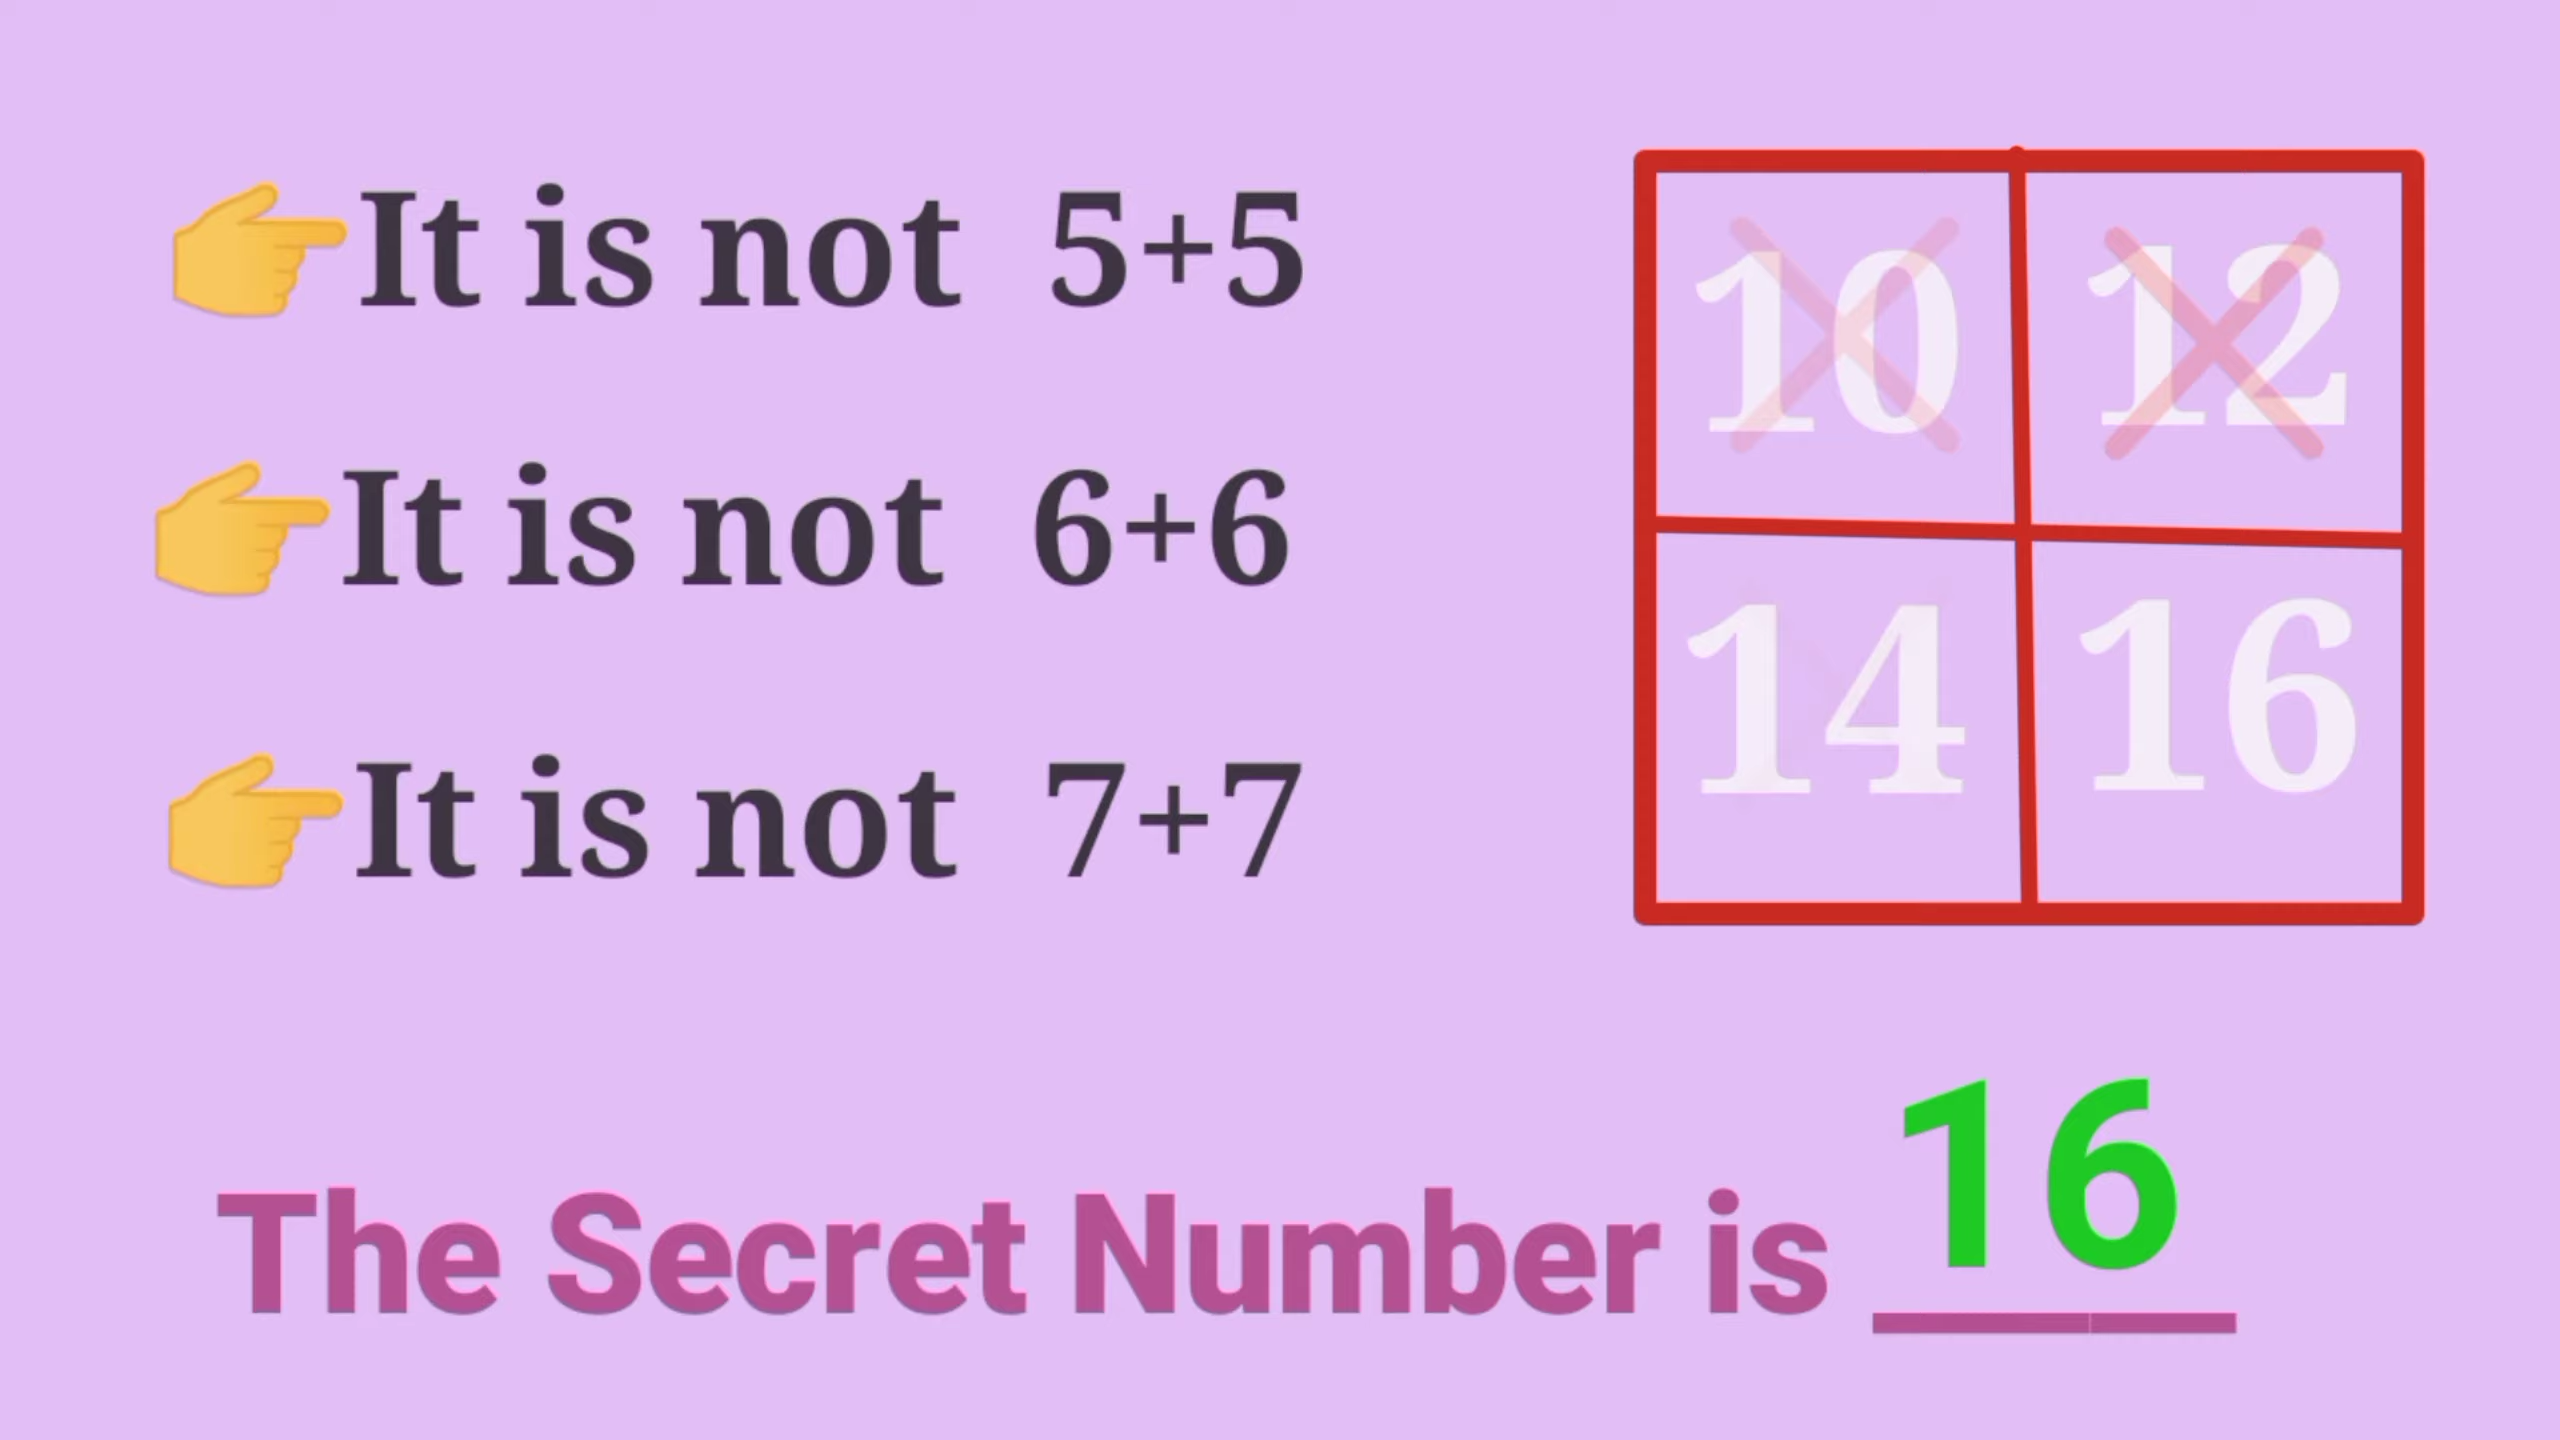 👉It is not 5+5
👉It is not 6+6
👉It is not 7+7
10 12
14 16
The Secret Number is 16